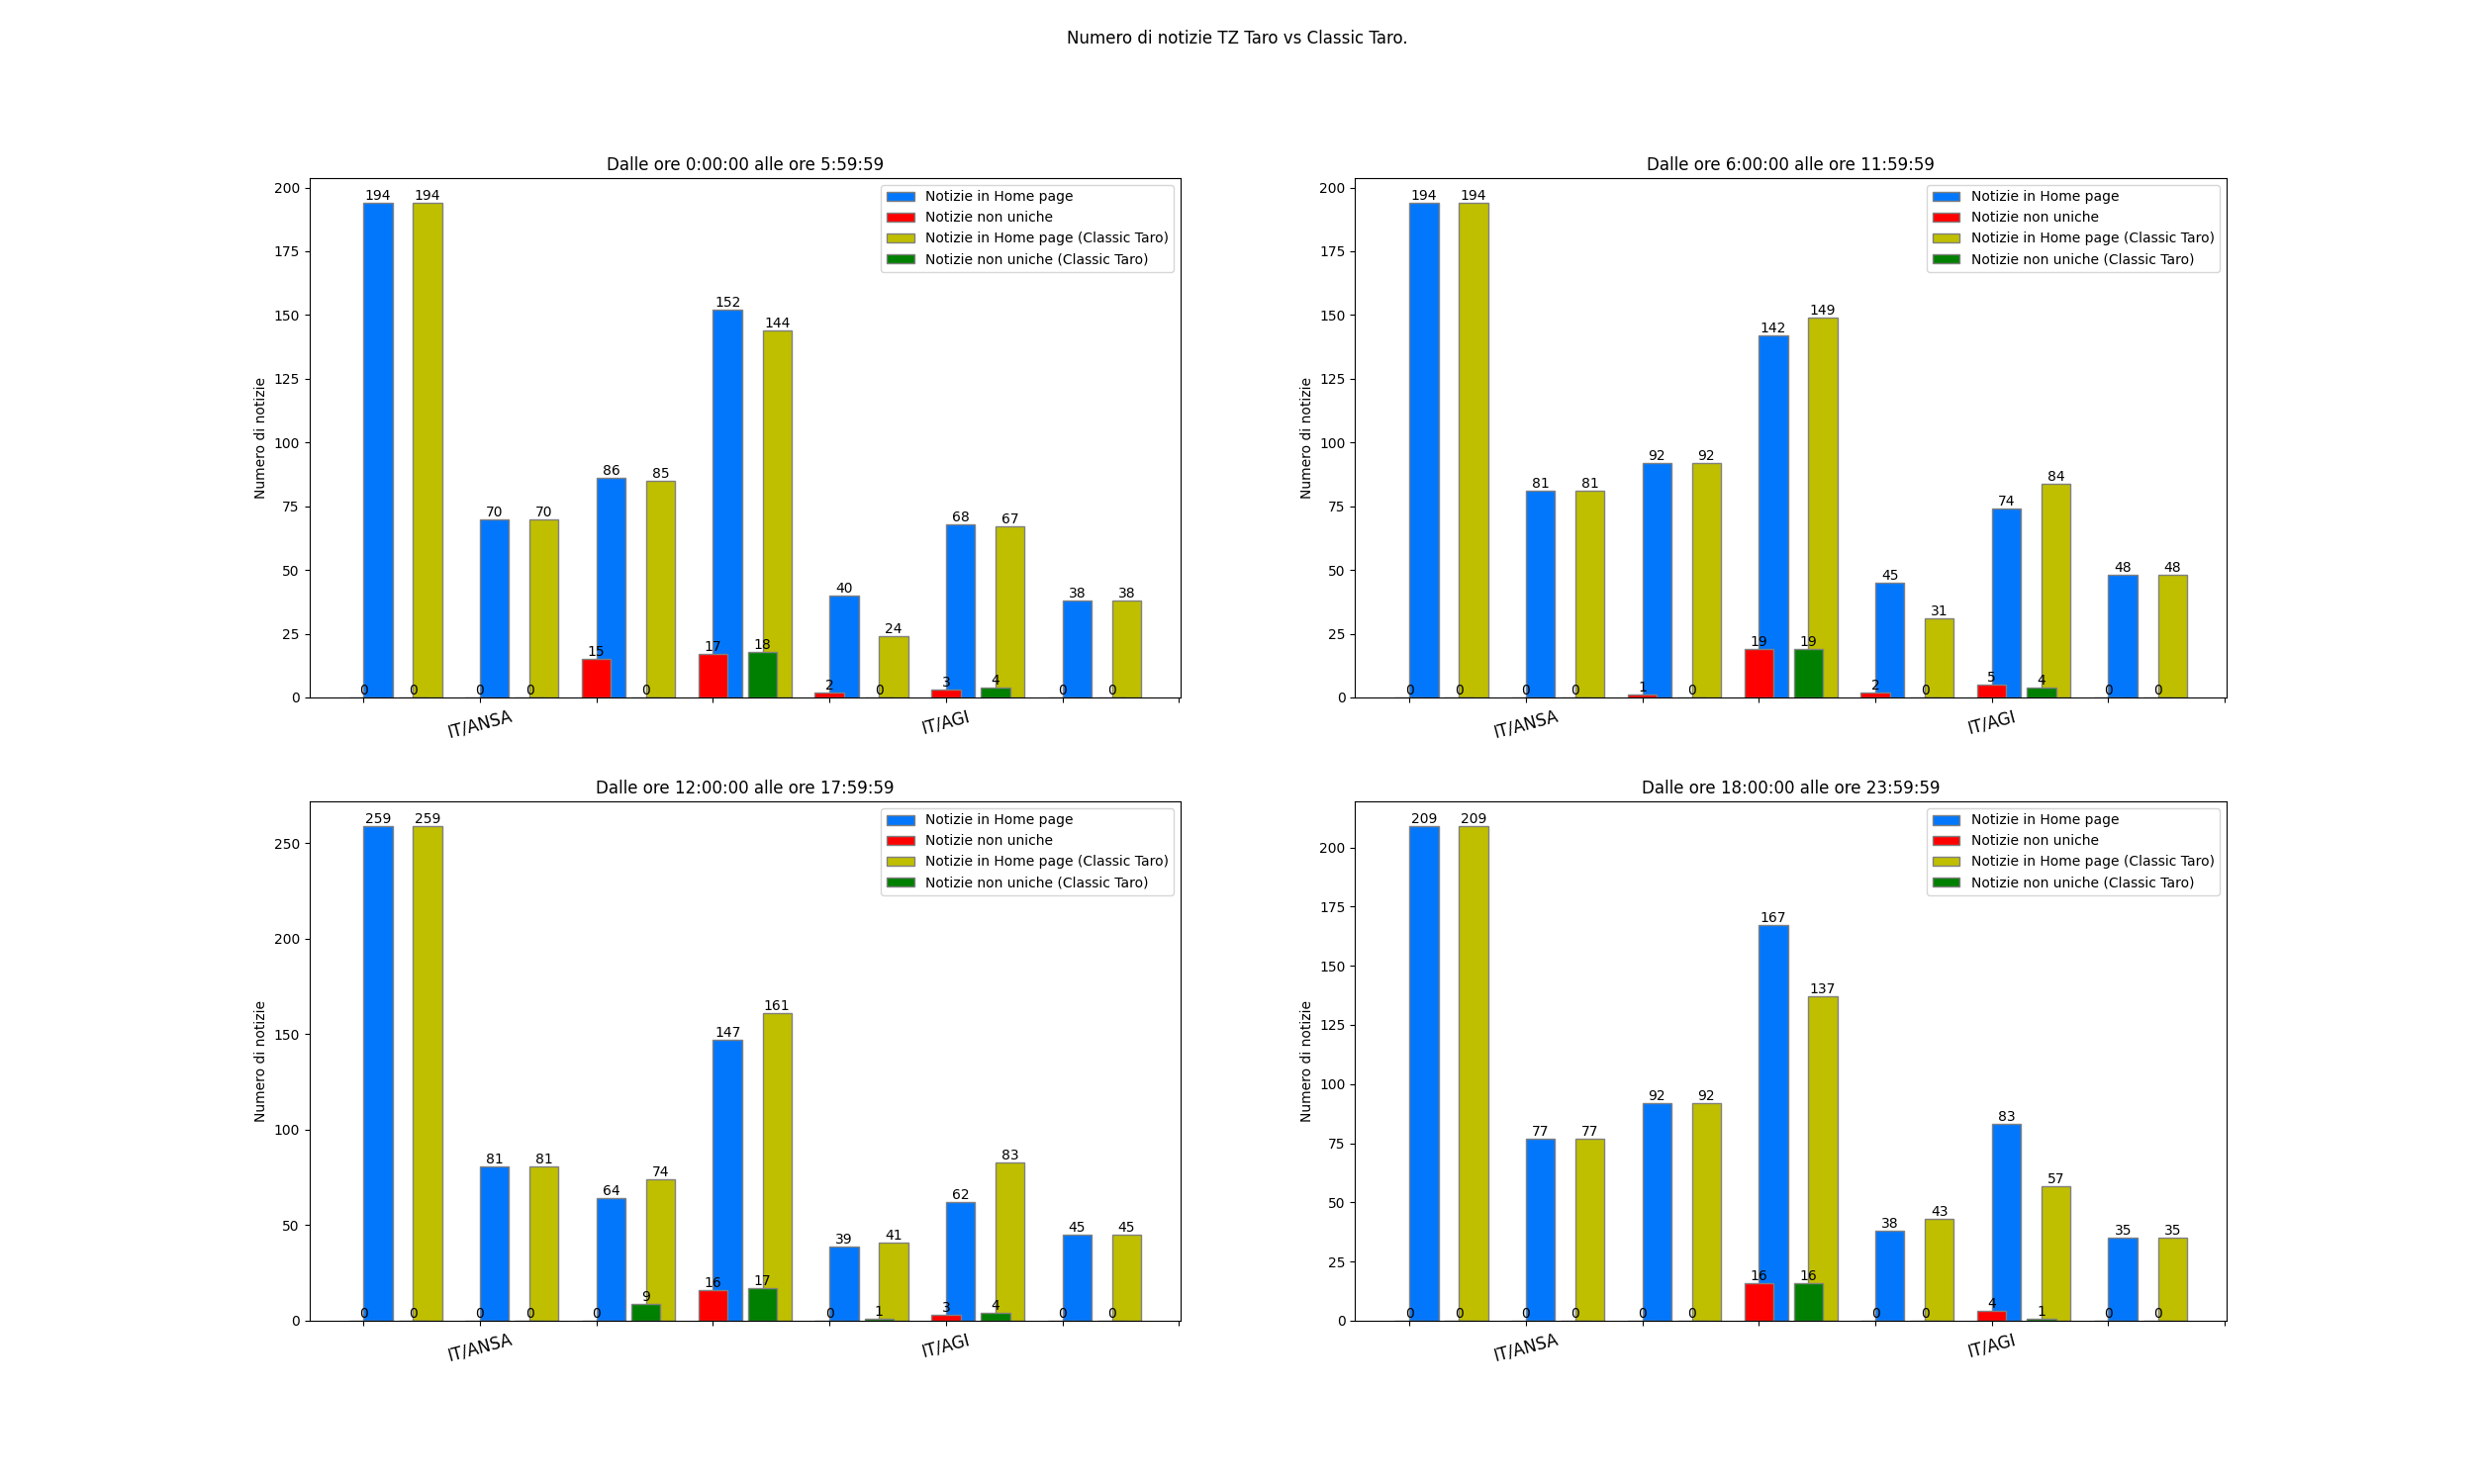 Numero di notizie TZ Taro vs Classic Taro.
Dalle ore 0:00:00 alle ore 5:59:59
Numero di notizie
200
175
150
125
100
75
50
25
0
194 194 70 70 86 85 152 144 40 24 68 67 38 38
0 0 0 0 15 0 17 18 2 0 3 4 0 0
Notizie in Home page
Notizie non uniche
Notizie in Home page (Classic Taro)
Notizie non uniche (Classic Taro)
IT/ANSA
IT/AGI
Dalle ore 6:00:00 alle ore 11:59:59
Numero di notizie
200
175
150
125
100
75
50
25
0
194 194 81 81 92 92 142 149 45 31 74 84 48 48
0 0 0 0 1 0 19 19 2 0 5 4 0 0
Notizie in Home page
Notizie non uniche
Notizie in Home page (Classic Taro)
Notizie non uniche (Classic Taro)
IT/ANSA
IT/AGI
Dalle ore 12:00:00 alle ore 17:59:59
Numero di notizie
250
200
150
100
50
0
259 259 81 81 64 74 147 161 39 41 62 83 45 45
0 0 0 0 0 9 16 17 0 1 3 4 0 0
Notizie in Home page
Notizie non uniche
Notizie in Home page (Classic Taro)
Notizie non uniche (Classic Taro)
IT/ANSA
IT/AGI
Dalle ore 18:00:00 alle ore 23:59:59
Numero di notizie
200
175
150
125
100
75
50
25
0
209 209 77 77 92 92 167 137 38 43 83 57 35 35
0 0 0 0 0 0 16 16 0 0 4 1 0 0
Notizie in Home page
Notizie non uniche
Notizie in Home page (Classic Taro)
Notizie non uniche (Classic Taro)
IT/ANSA
IT/AGI